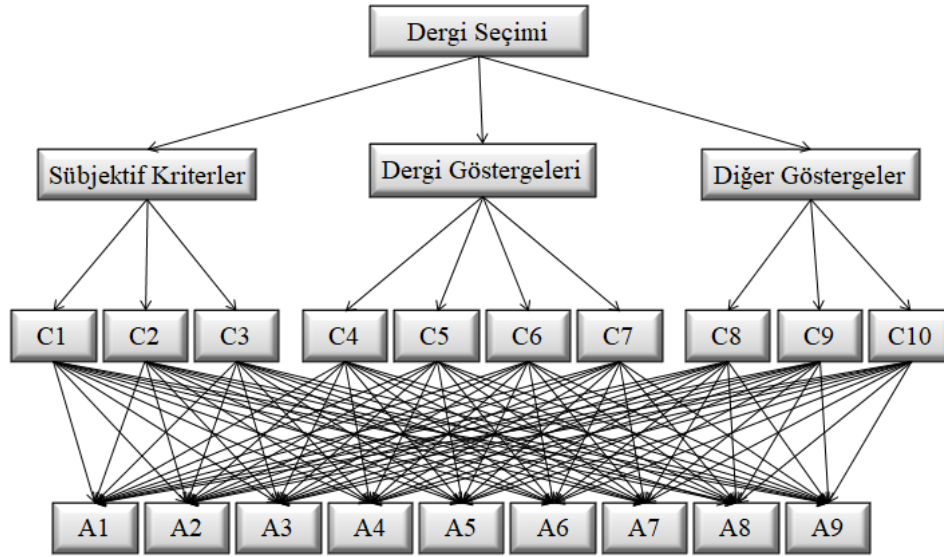 Dergi Seçimi
Sübjektif Kriterler
Dergi Göstergeleri
Diğer Göstergeler
C1
C2
C3
C4
C5
C6
C7
C8
C9
C10
A1
A2
A3
A4
A5
A6
A7
A8
A9